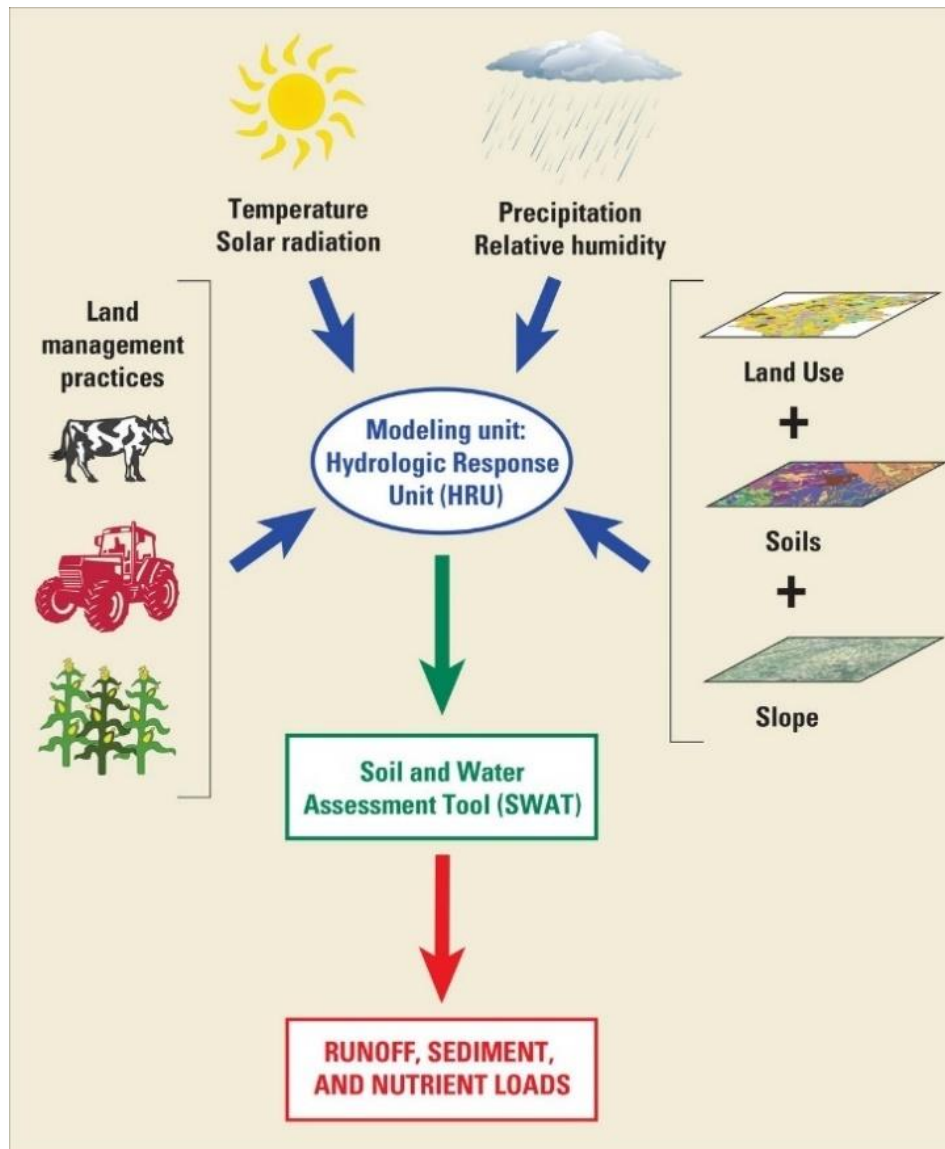 Temperature
Solar radiation
Precipitation
Relative humidity
Land
management
practices
Modeling unit:
Hydrologic Response
Unit (HRU)
Land Use
+
Soils
+
Slope
Soil and Water
Assessment Tool (SWAT)
RUNOFF, SEDIMENT,
AND NUTRIENT LOADS